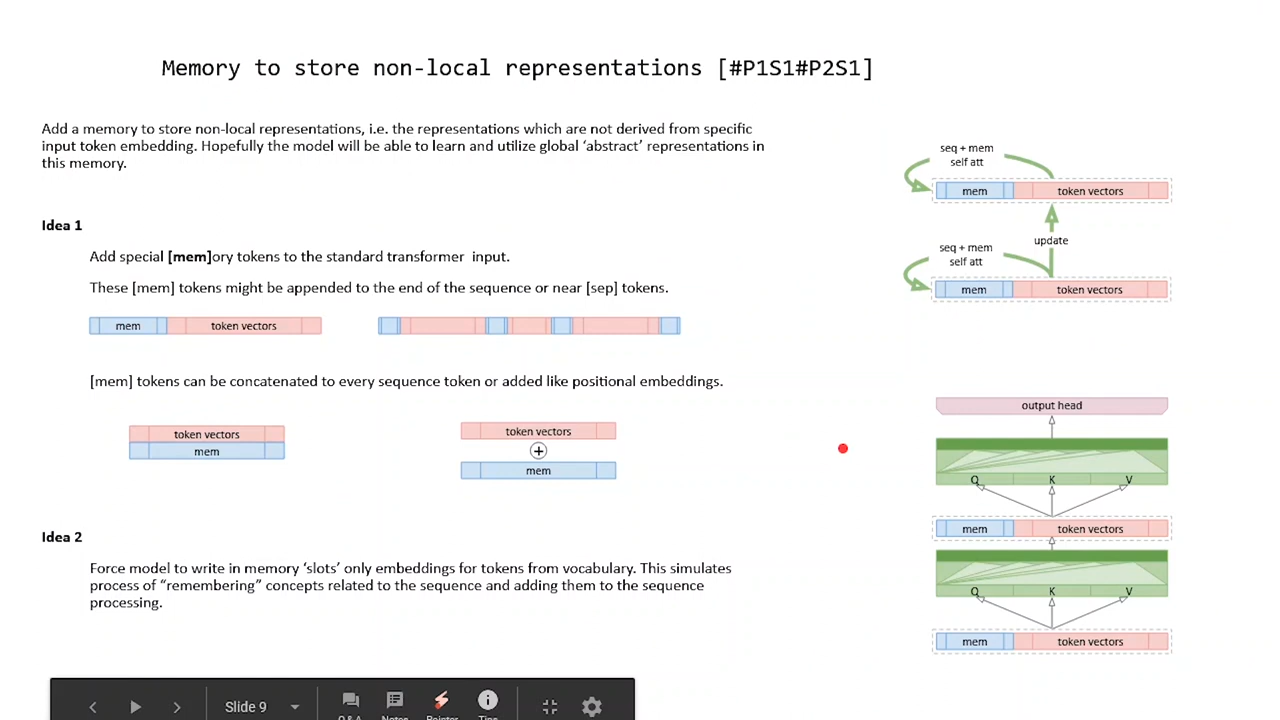 Memory to store non-local representations [#P1S1#P2S1]
Add a memory to store non-local representations, i.e. the representations which are not derived from specific
input token embedding. Hopefully the model will be able to learn and utilize global ‘abstract’ representations in
this memory.
Idea 1
Add special [mem]ory tokens to the standard transformer input.
These [mem] tokens might be appended to the end of the sequence or near [sep] tokens.
mem token vectors
[mem] tokens can be concatenated to every sequence token or added like positional embeddings.
token vectors
mem
token vectors
+
mem
Idea 2
Force model to write in memory ‘slots’ only embeddings for tokens from vocabulary. This simulates
process of “remembering” concepts related to the sequence and adding them to the sequence
processing.
seq + mem
self att
mem token vectors
update
seq + mem
self att
mem token vectors
output head
Q K V
mem token vectors
Q K V
mem token vectors
Slide 9
Q & A Notes Pointer Tips